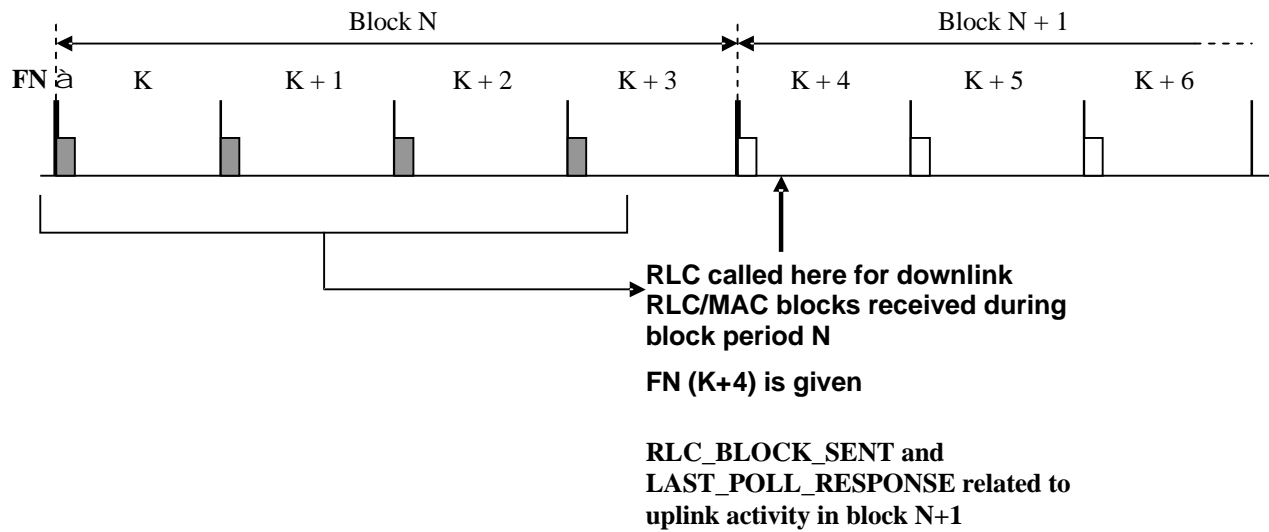 Block N
Block N + 1
FN à
K
K + 1
K + 2
K + 3
K + 4
K + 5
K + 6
RLC called here for downlink
RLC/MAC blocks received during
block period N
FN (K+4) is given
RLC_BLOCK_SENT and
LAST_POLL_RESPONSE related to
uplink activity in block N+1